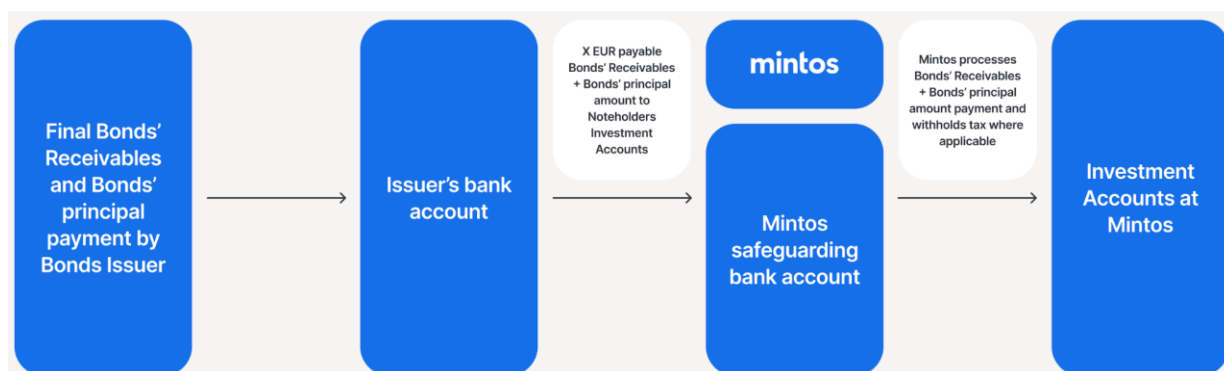 Final Bonds’
Receivables
and Bonds’
principal
payment by
Bonds Issuer
Issuer’s bank
account
X EUR payable
Bonds’ Receivables
+ Bonds’ principal
amount to
Noteholders
Investment
Accounts
mintos
Mintos
safeguarding
bank account
Mintos processes
Bonds’ Receivables
+ Bonds’ principal
amount payment and
withholds tax where
applicable
Investment
Accounts at
Mintos